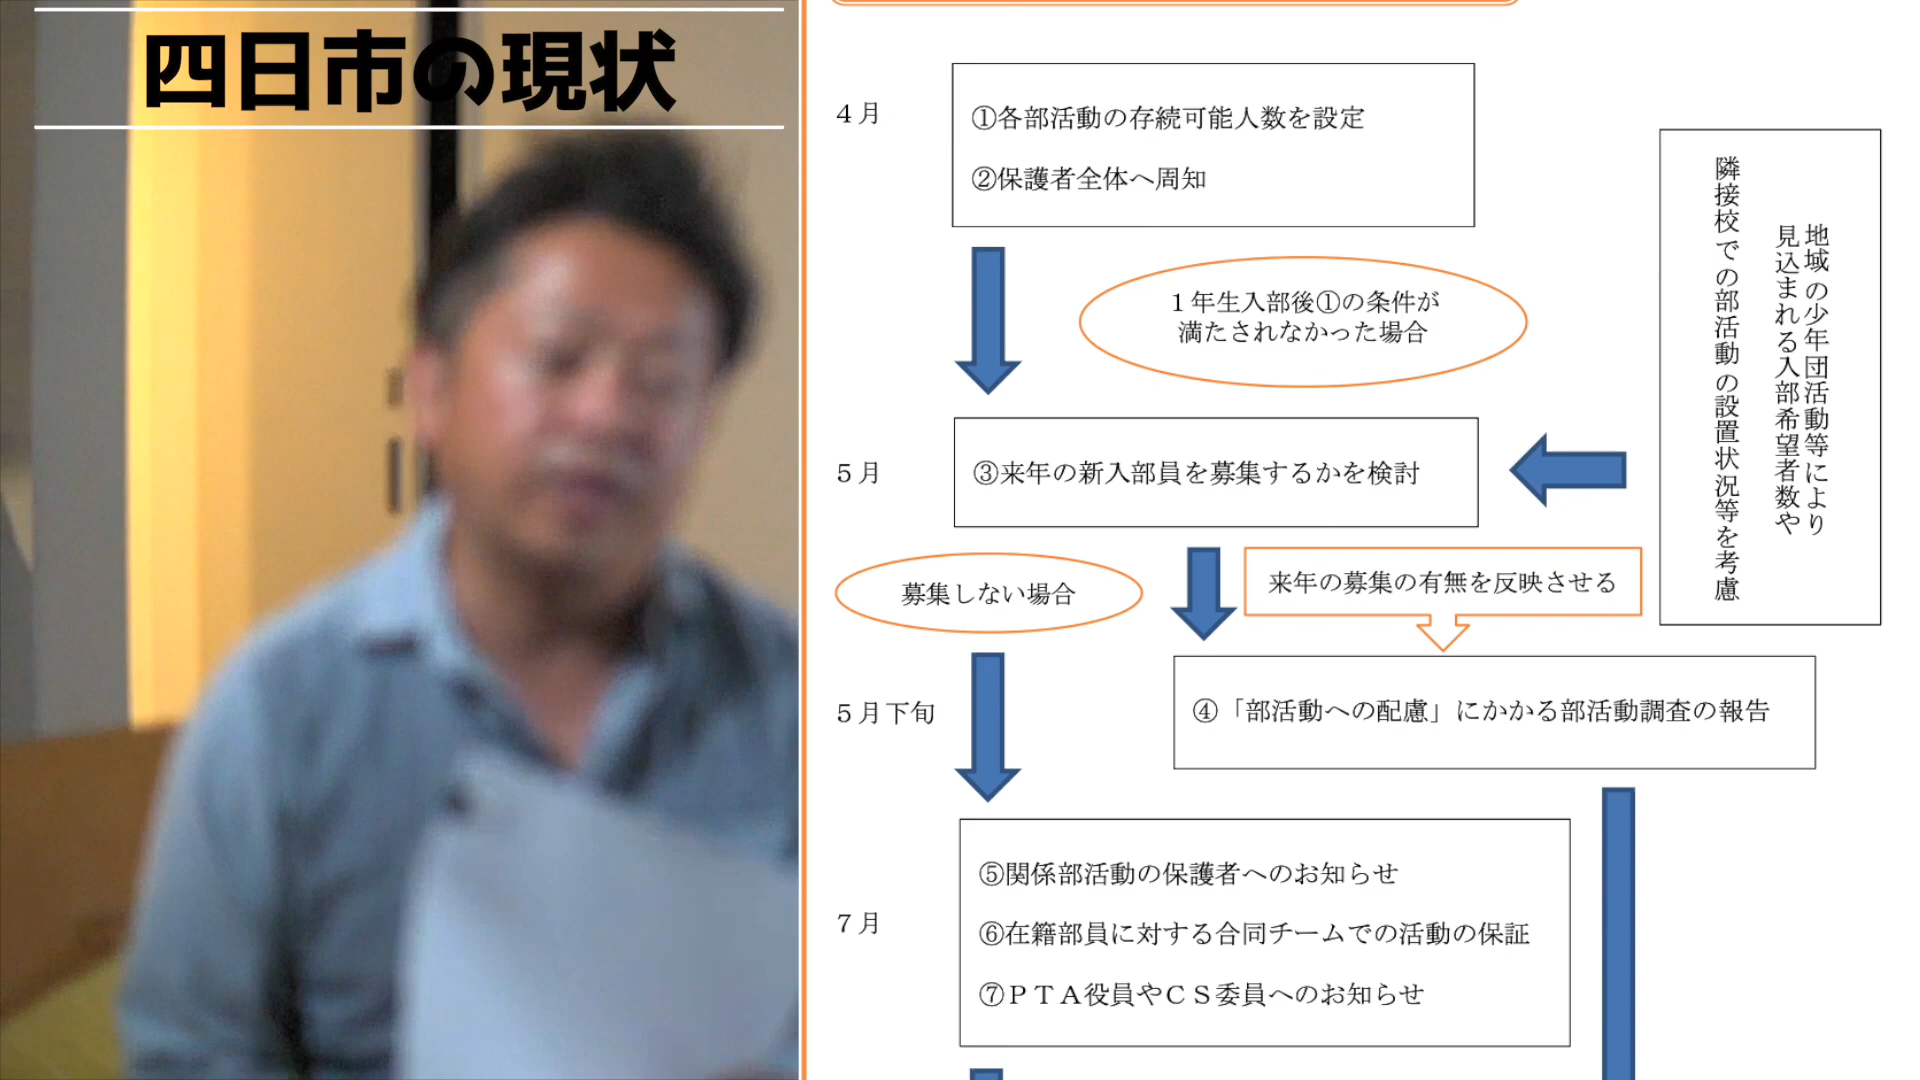 四日市の現状
４月
①各部活動の存続可能人数を設定
②保護者全体へ周知
１年生入部後①の条件が
満たされなかった場合
地域の少年団活動等により
見込まれる入部希望者数や
隣接校での部活動の設置状況等を考慮
５月
③来年の新入部員を募集するかを検討
募集しない場合
来年の募集の有無を反映させる
５月下旬
④「部活動への配慮」にかかる部活動調査の報告
７月
⑤関係部活動の保護者へのお知らせ
⑥在籍部員に対する合同チームでの活動の保証
⑦ＰＴＡ役員やＣＳ委員へのお知らせ